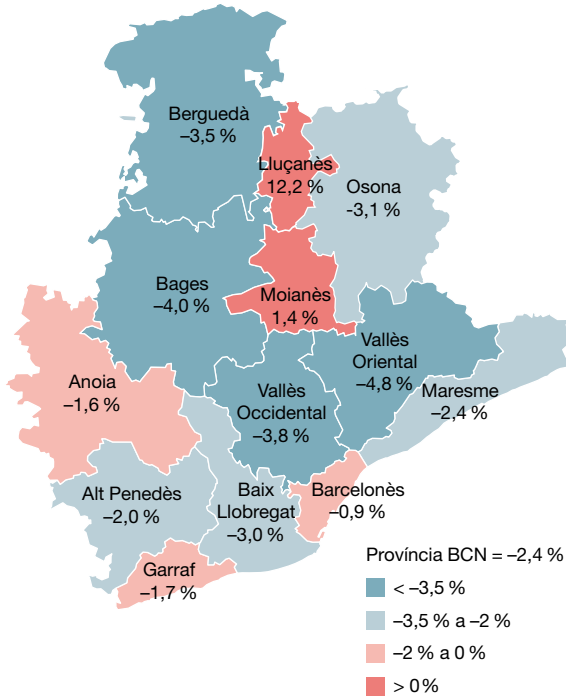 Berguedà
–3,5 %
Lluçanès
12,2 %
Osona
-3,1 %
Bages
–4,0 %
Moianès
1,4 %
Vallès
Oriental
–4,8 %
Anoia
–1,6 %
Vallès
Occidental
–3,8 %
Maresme
–2,4 %
Alt Penedès
–2,0 %
Baix
Llobregat
–3,0 %
Barcelonès
–0,9 %
Garraf
–1,7 %
Província BCN = –2,4 %
< –3,5 %
–3,5 % a –2 %
–2 % a 0 %
> 0 %